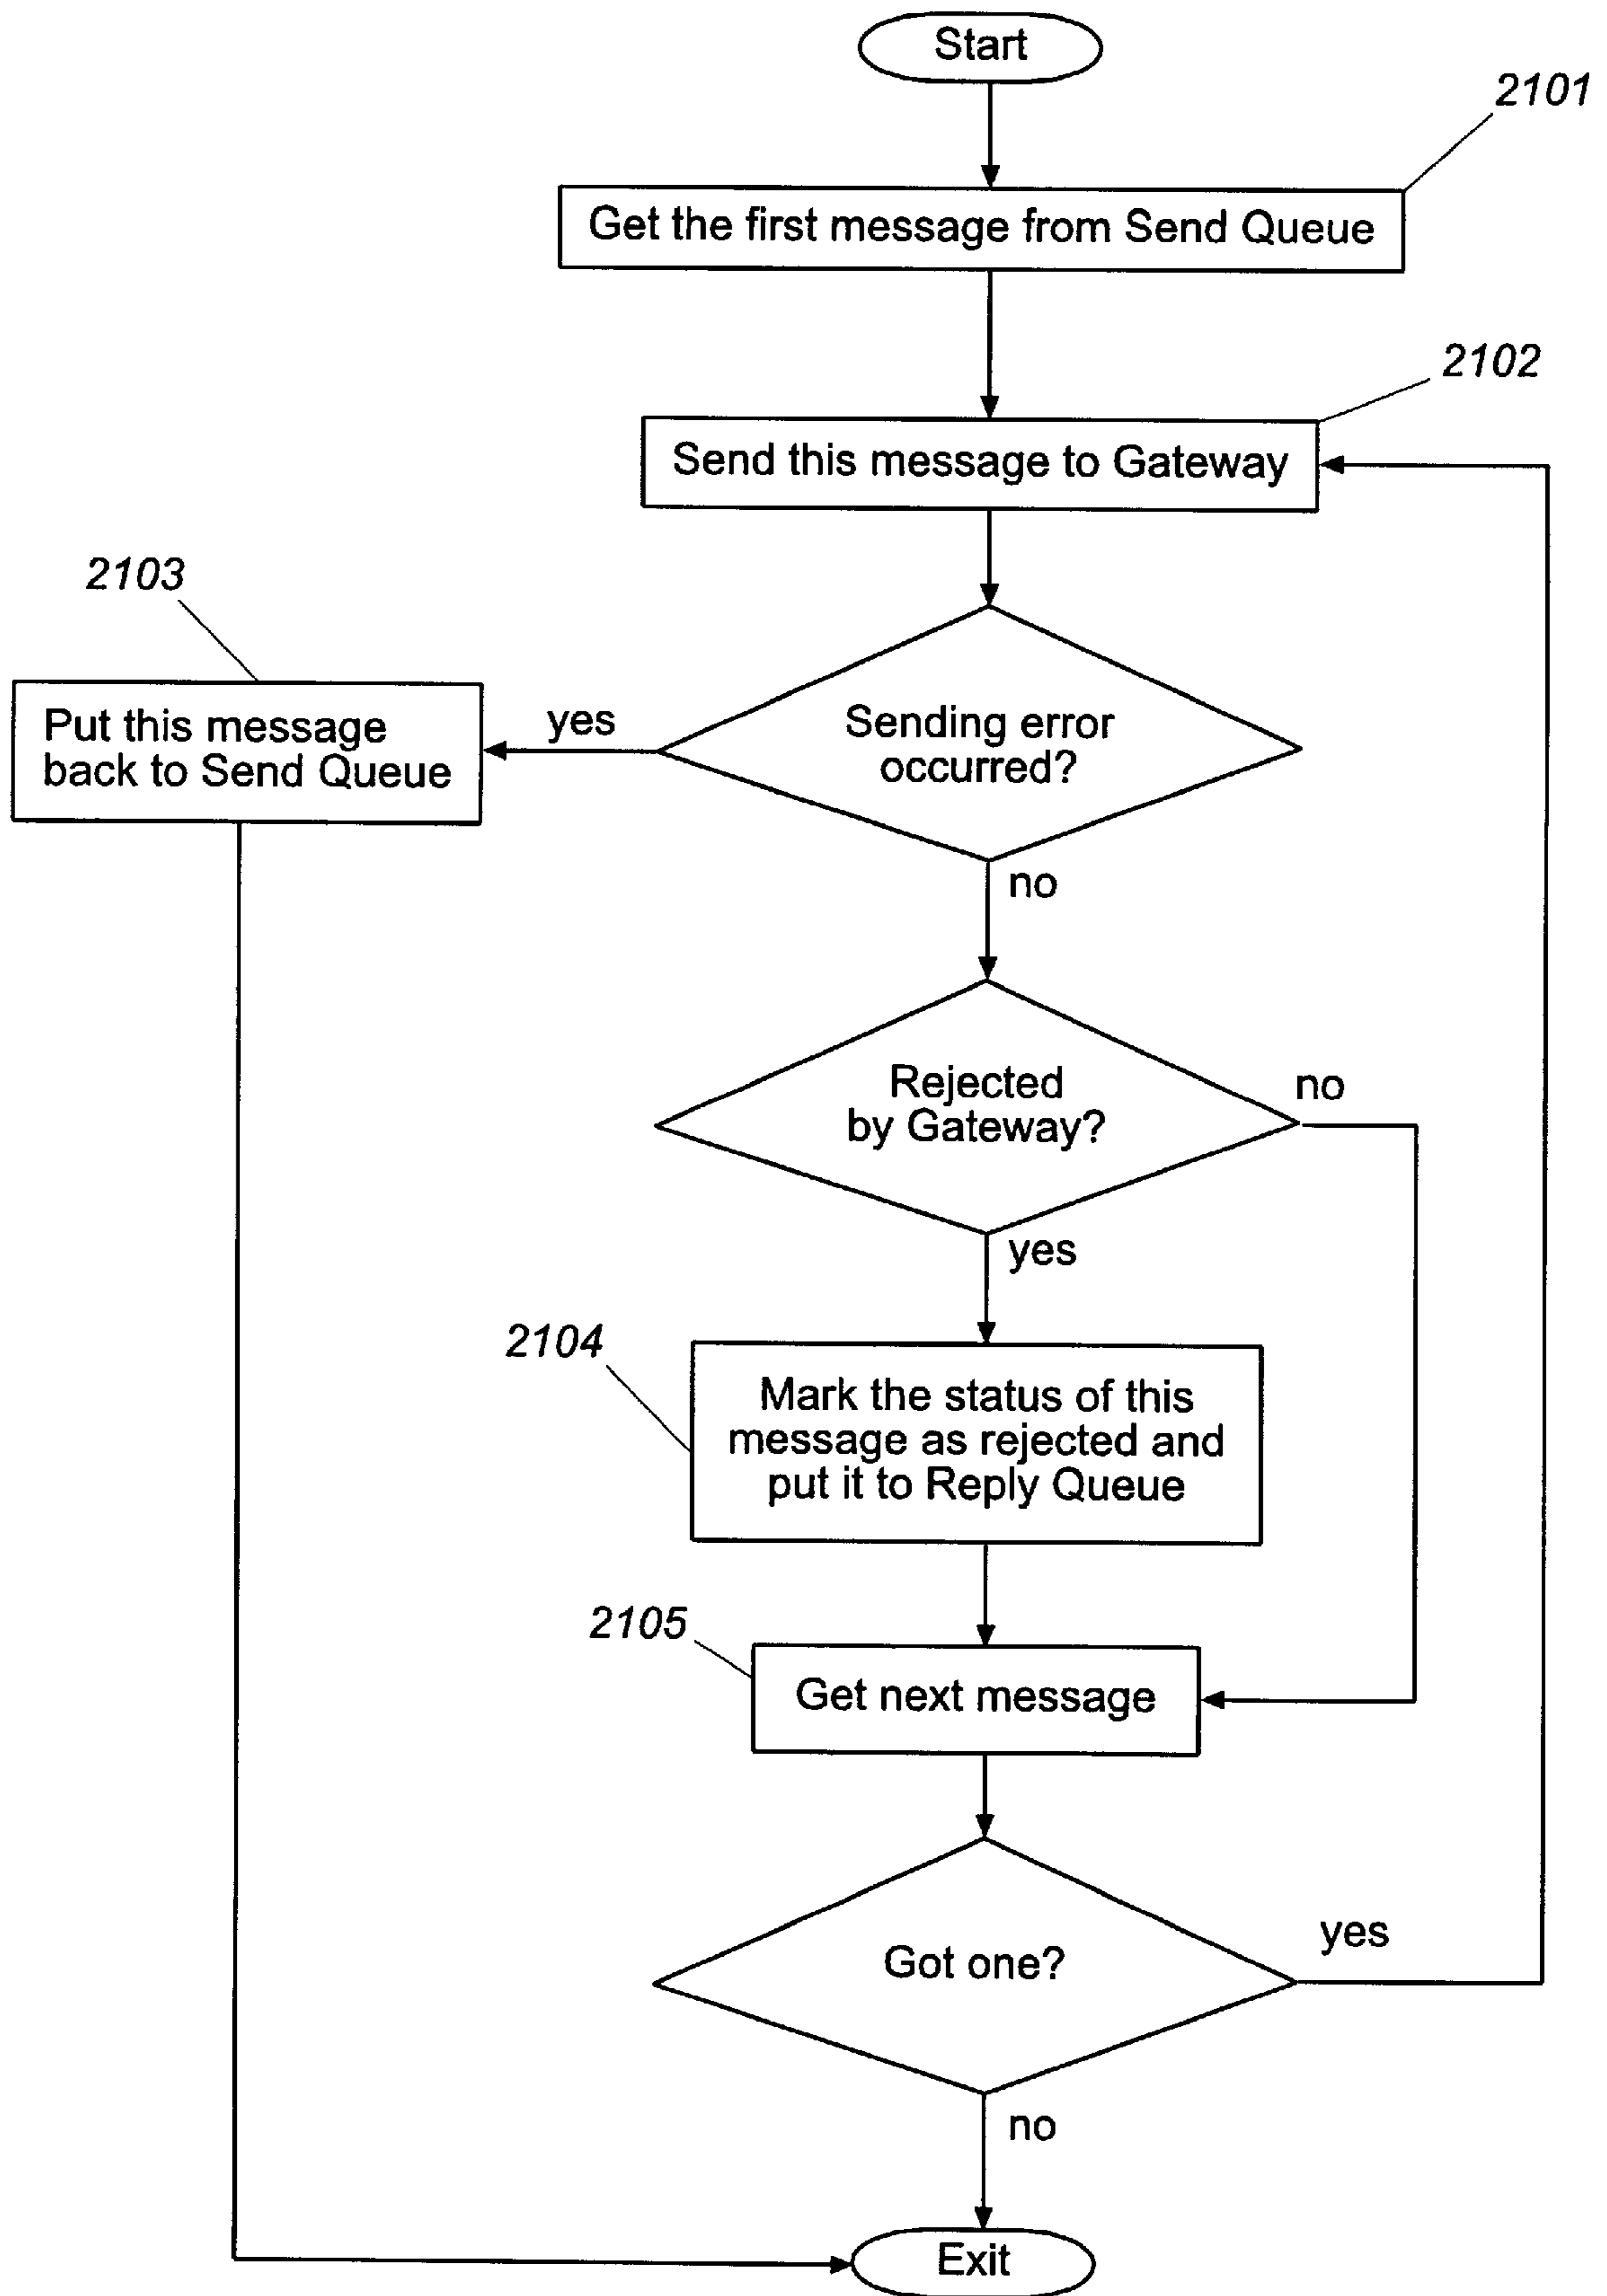 Start
2101
Get the first message from Send Queue
2102
Send this message to Gateway
2103
Put this message
back to Send Queue
yes
Sending error
occurred?
no
Rejected
by Gateway?
no
yes
2104
Mark the status of this
message as rejected and
put it to Reply Queue
2105
Get next message
Got one?
yes
no
Exit